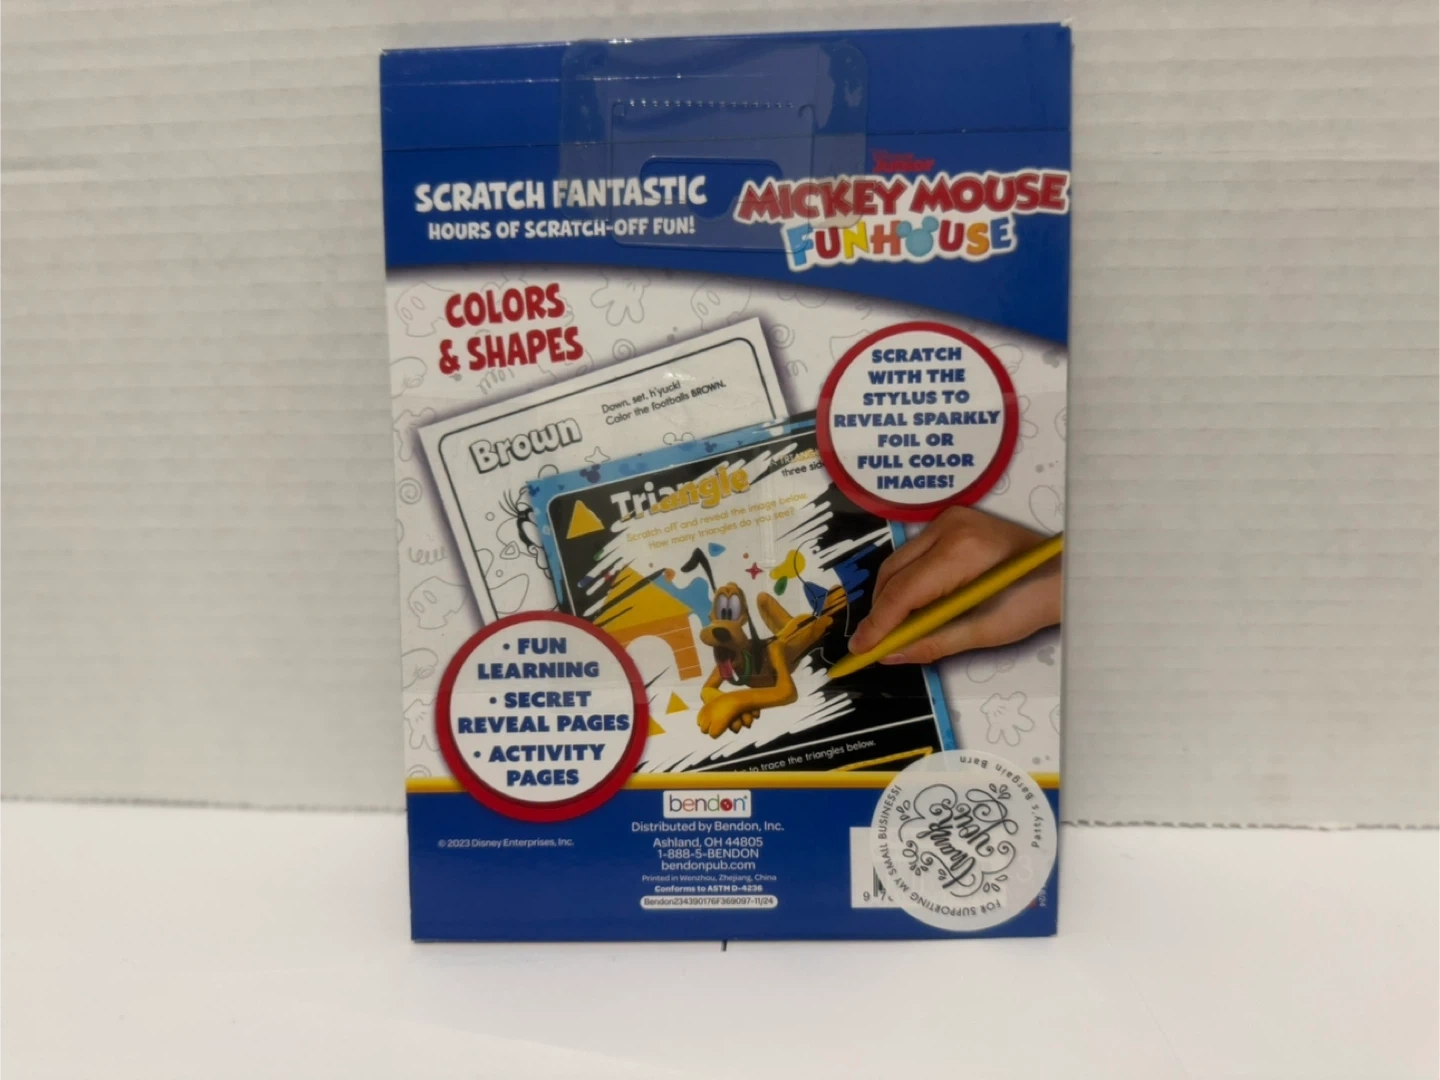 Disney
Junior
SCRATCH FANTASTIC
HOURS OF SCRATCH-OFF FUN!
MICKEY MOUSE
FUNHOUSE
COLORS
& SHAPES
SCRATCH
WITH THE
STYLUS TO
REVEAL SPARKLY
FOIL OR
FULL COLOR
IMAGES!
Down, set, h'yuck!
Color the footballs BROWN.
Brown
Triangle
three
Scratch off and reveal the image below.
How many triangles do you see?
to trace the triangles below.
• FUN
LEARNING
• SECRET
REVEAL PAGES
• ACTIVITY
PAGES
bendon®
Distributed by Bendon, Inc.
Ashland, OH 44805
1-888-5-BENDON
bendonpub.com
Printed in Wenzhou, Zhejiang, China
Conforms to ASTM D-4236
Bendon234390176F369097-11/24
© 2023 Disney Enterprises, Inc.
Thank
you
FOR SUPPORTING MY SMALL BUSINESS!
Patty's Bargain Barn